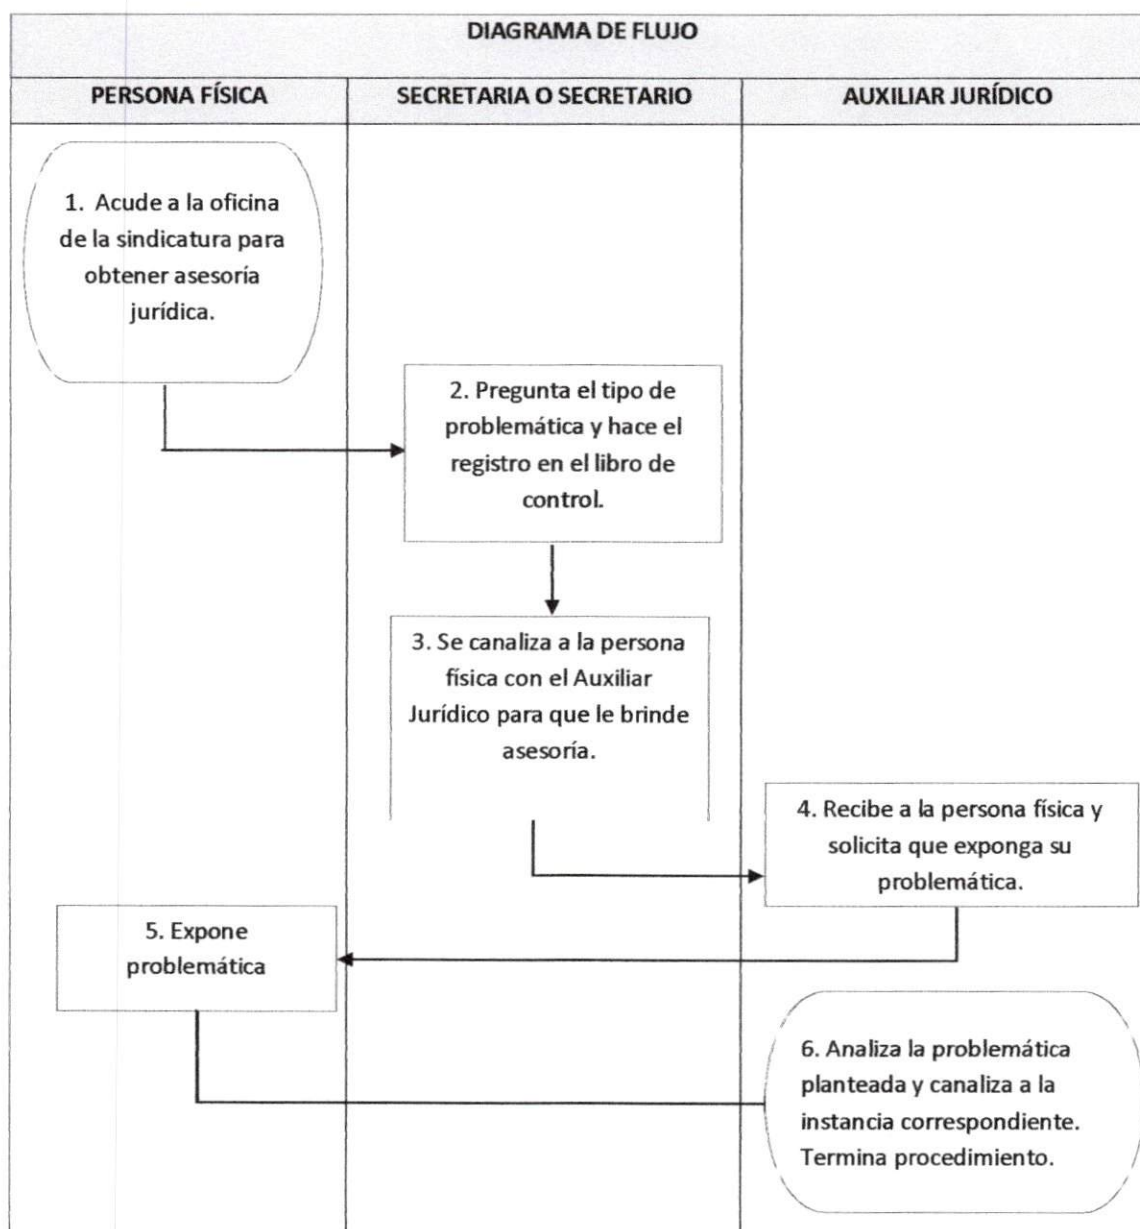 DIAGRAMA DE FLUJO
PERSONA FÍSICA
SECRETARIA O SECRETARIO
AUXILIAR JURÍDICO
1. Acude a la oficina
de la sindicatura para
obtener asesoría
jurídica.
2. Pregunta el tipo de
problemática y hace el
registro en el libro de
control.
3. Se canaliza a la persona
física con el Auxiliar
Jurídico para que le brinde
asesoría.
4. Recibe a la persona física y
solicita que exponga su
problemática.
5. Expone
problemática
6. Analiza la problemática
planteada y canaliza a la
instancia correspondiente.
Termina procedimiento.